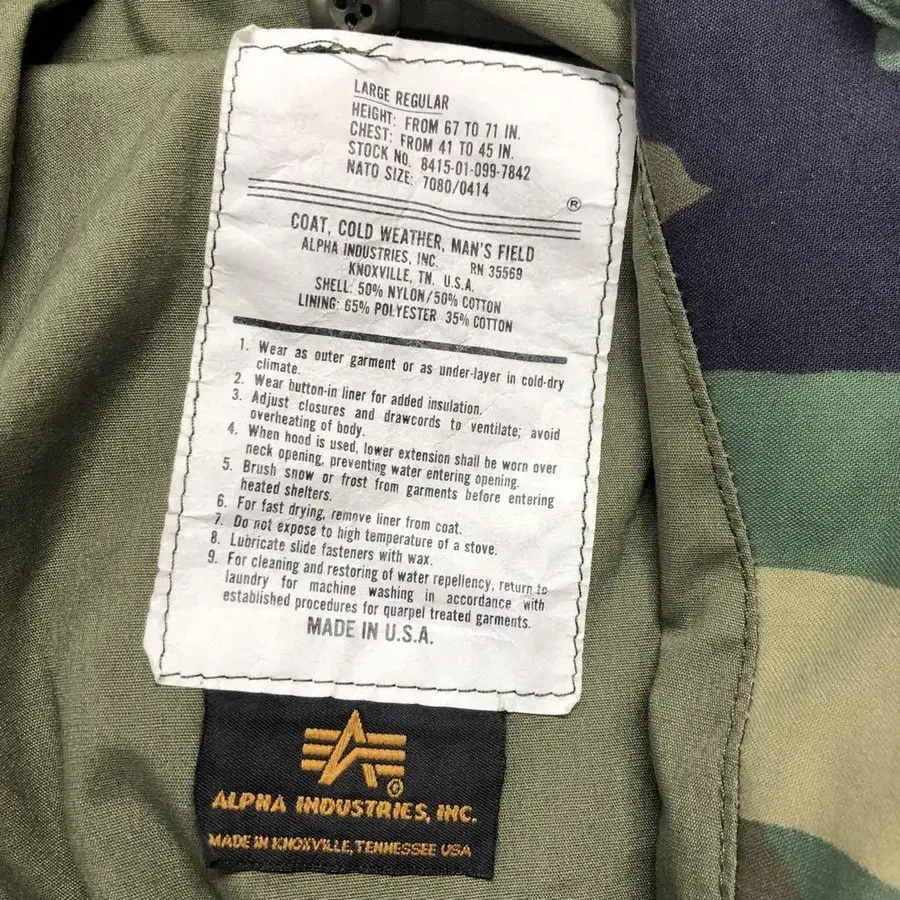 LARGE REGULAR
HEIGHT: FROM 67 TO 71 IN.
CHEST: FROM 41 TO 45 IN.
STOCK NO. 8415-01-099-7842
NATO SIZE: 7080/0414
®
COAT, COLD WEATHER, MAN'S FIELD
ALPHA INDUSTRIES, INC. RN 35569
KNOXVILLE, TN. U.S.A.
SHELL: 50% NYLON/50% COTTON
LINING: 65% POLYESTER 35% COTTON
1. Wear as outer garment or as under-layer in cold-dry
climate.
2. Wear button-in liner for added insulation.
3. Adjust closures and drawcords to ventilate; avoid
overheating of body.
4. When hood is used, lower extension shall be worn over
neck opening, preventing water entering opening.
5. Brush snow or frost from garments before entering
heated shelters.
6. For fast drying, remove liner from coat.
7. Do not expose to high temperature of a stove.
8. Lubricate slide fasteners with wax.
9. For cleaning and restoring of water repellency, return to
laundry for machine washing in accordance with
established procedures for quarpel treated garments.
MADE IN U.S.A.
©
ALPHA INDUSTRIES, INC.
MADE IN KNOXVILLE, TENNESSEE USA